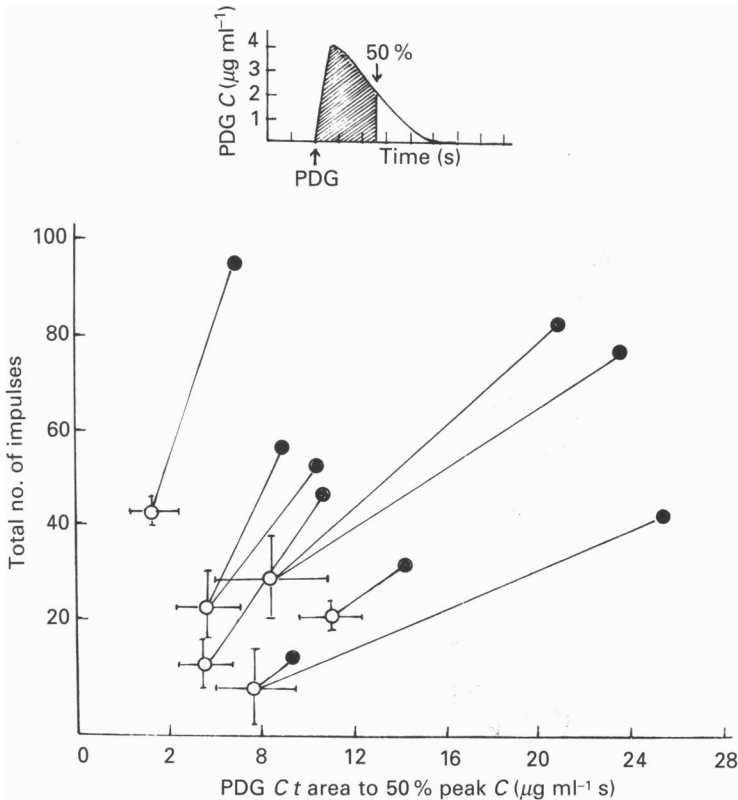 4
3
2
1
PDG C (μg ml⁻¹)
50 %
Time (s)
PDG
100
80
60
40
20
Total no. of impulses
0 2 8 12 16 20 24 28
PDG C t area to 50 % peak C (μg ml⁻¹ s)